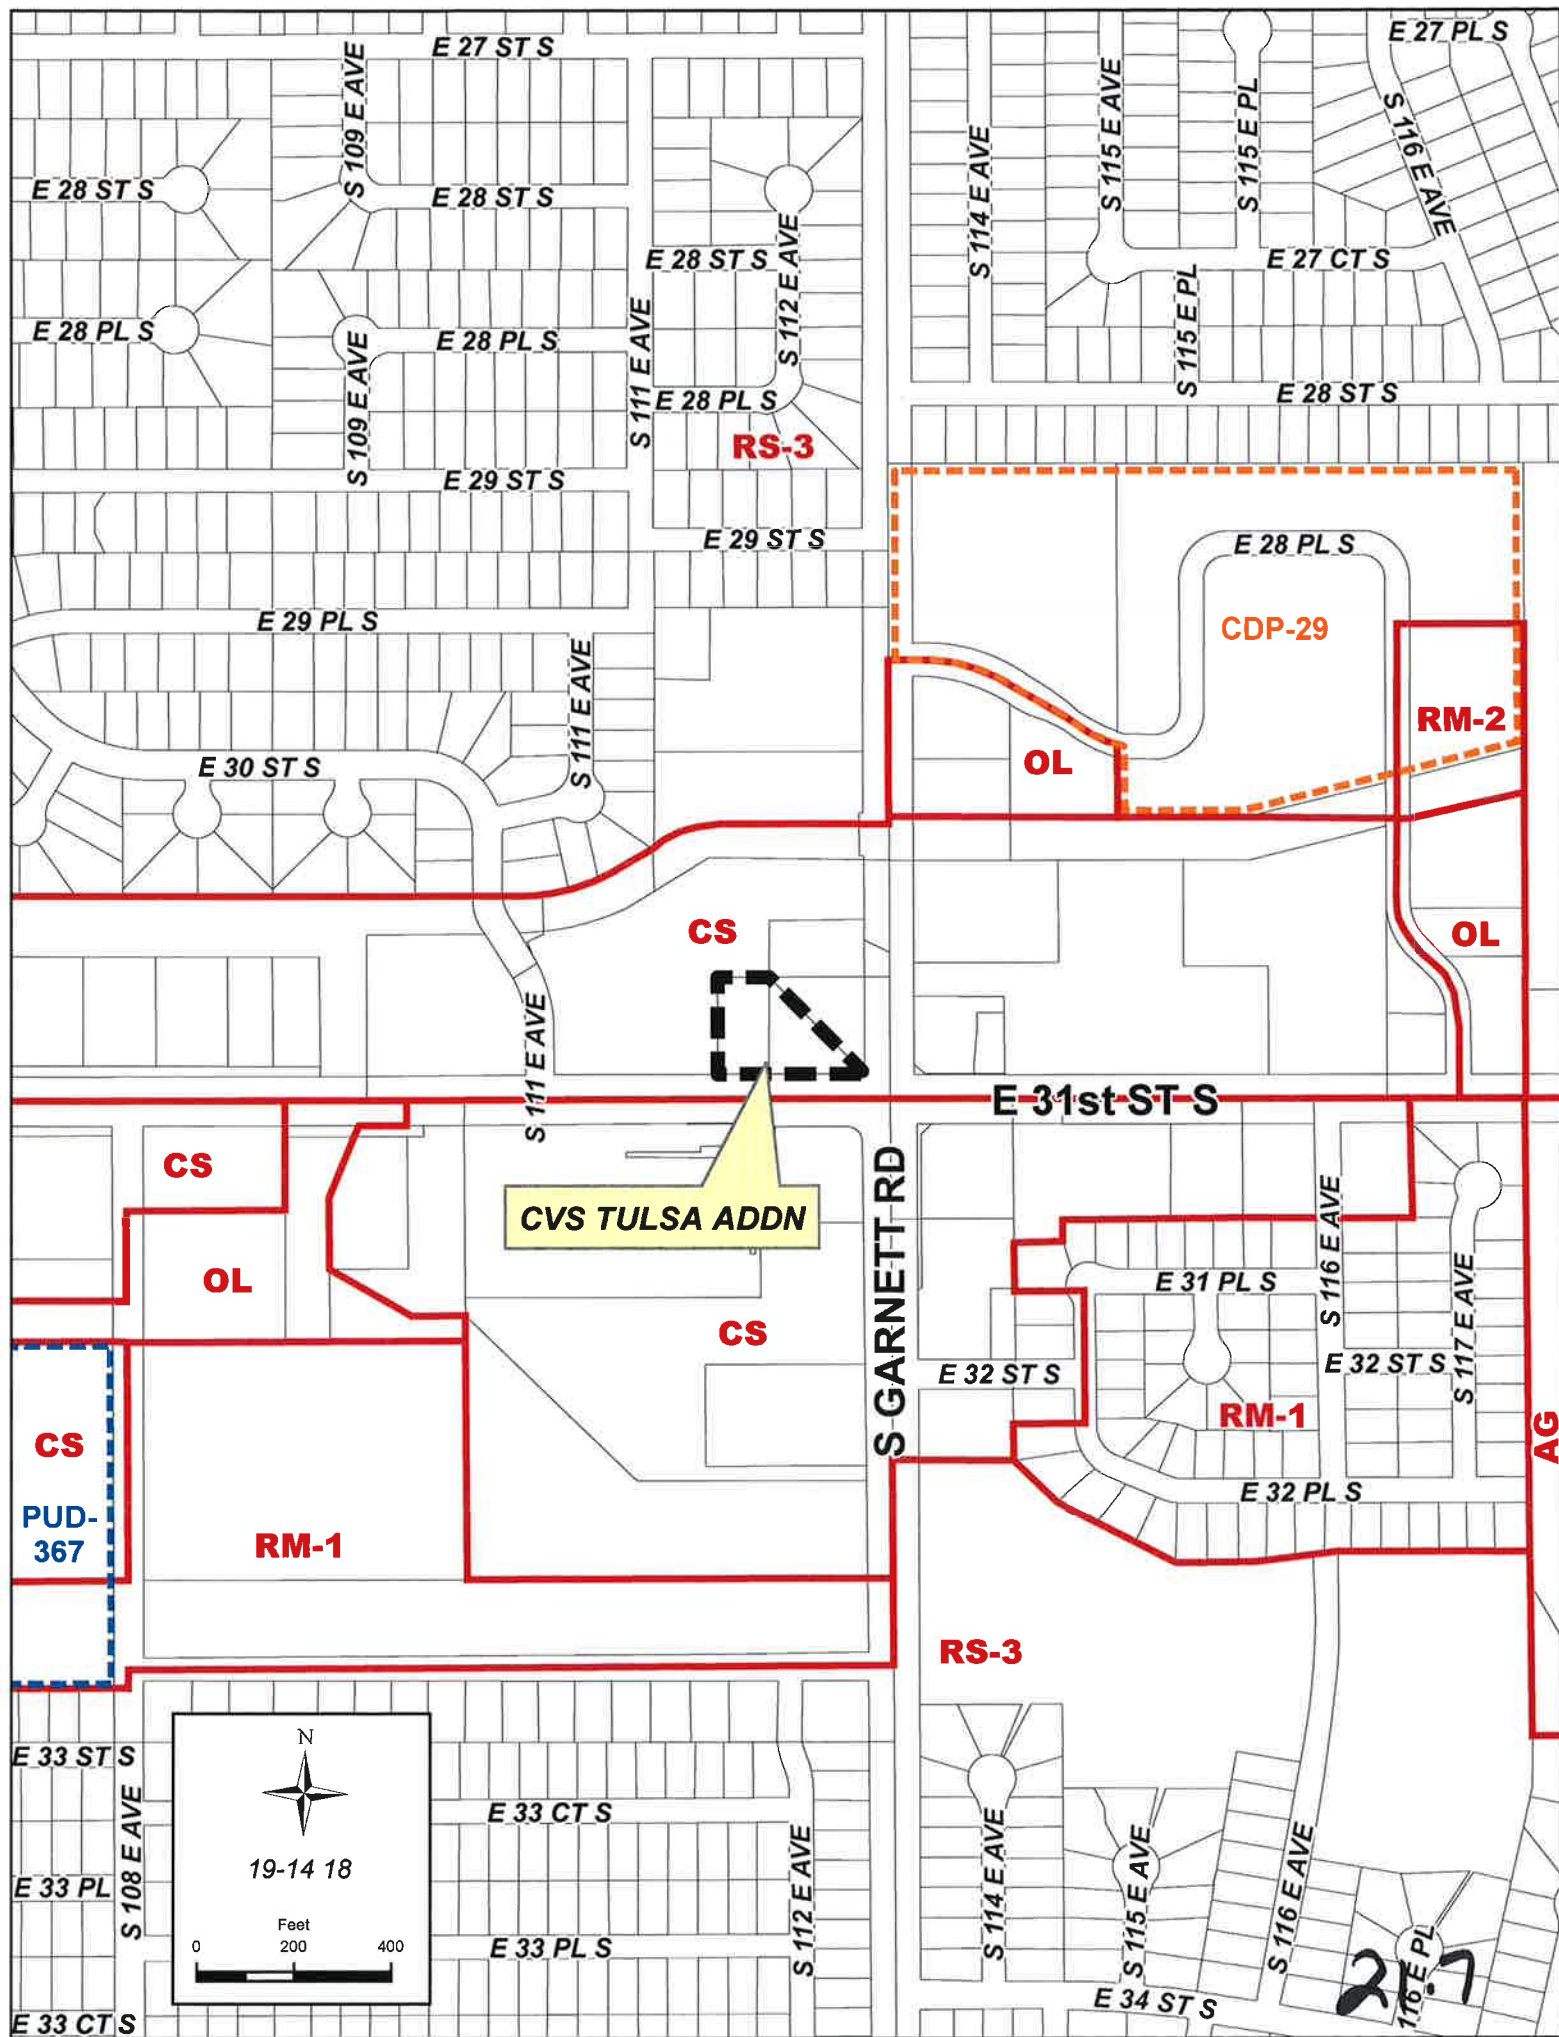 E 27 ST S
E 27 PL S
S 109 E AVE
S 115 E AVE
S 115 E PL
S 116 E AVE
S 114 E AVE
E 28 ST S
E 28 ST S
E 28 ST S
S 112 E AVE
E 27 CT S
E 28 PL S
S 109 E AVE
E 28 PL S
S 111 E AVE
S 115 E PL
E 28 PL S
E 28 ST S
RS-3
E 29 ST S
E 29 ST S
E 28 PL S
E 29 PL S
CDP-29
S 111 E AVE
RM-2
E 30 ST S
OL
CS
OL
S 111 E AVE
E 31st ST S
CS
CVS TULSA ADDN
S GARNETT RD
S 116 E AVE
OL
E 31 PL S
S 117 E AVE
CS
E 32 ST S
E 32 ST S
RM-1
CS
AG
E 32 PL S
PUD-
367
RM-1
RS-3
N
E 33 ST S
E 33 CT S
S 108 E AVE
19-14 18
E 33 PL
Feet
0 200 400
E 33 PL S
S 112 E AVE
S 114 E AVE
S 115 E AVE
S 116 E AVE
116 E PL
21.7
E 34 ST S
E 33 CT S